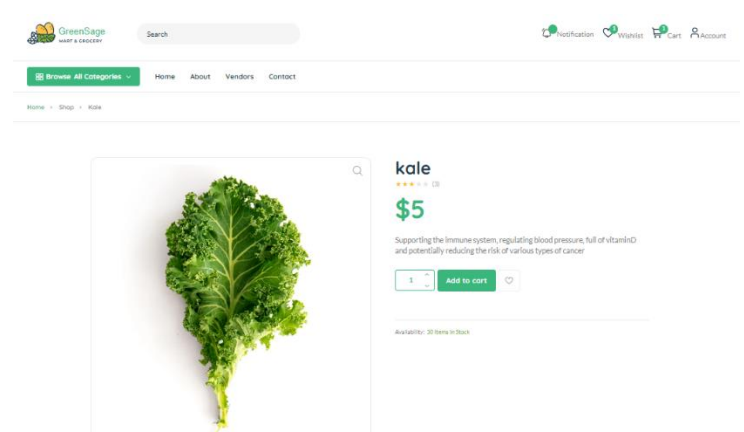 GreenSage
MART & GROCERY
Search
Notification
Wishlist
Cart
Account
Browse All Categories
Home About Vendors Contact
Home › Shop › Kale
kale
$5
Supporting the immune system, regulating blood pressure, full of vitaminD
and potentially reducing the risk of various types of cancer
1 Add to cart
Availability: 30 Items In Stock